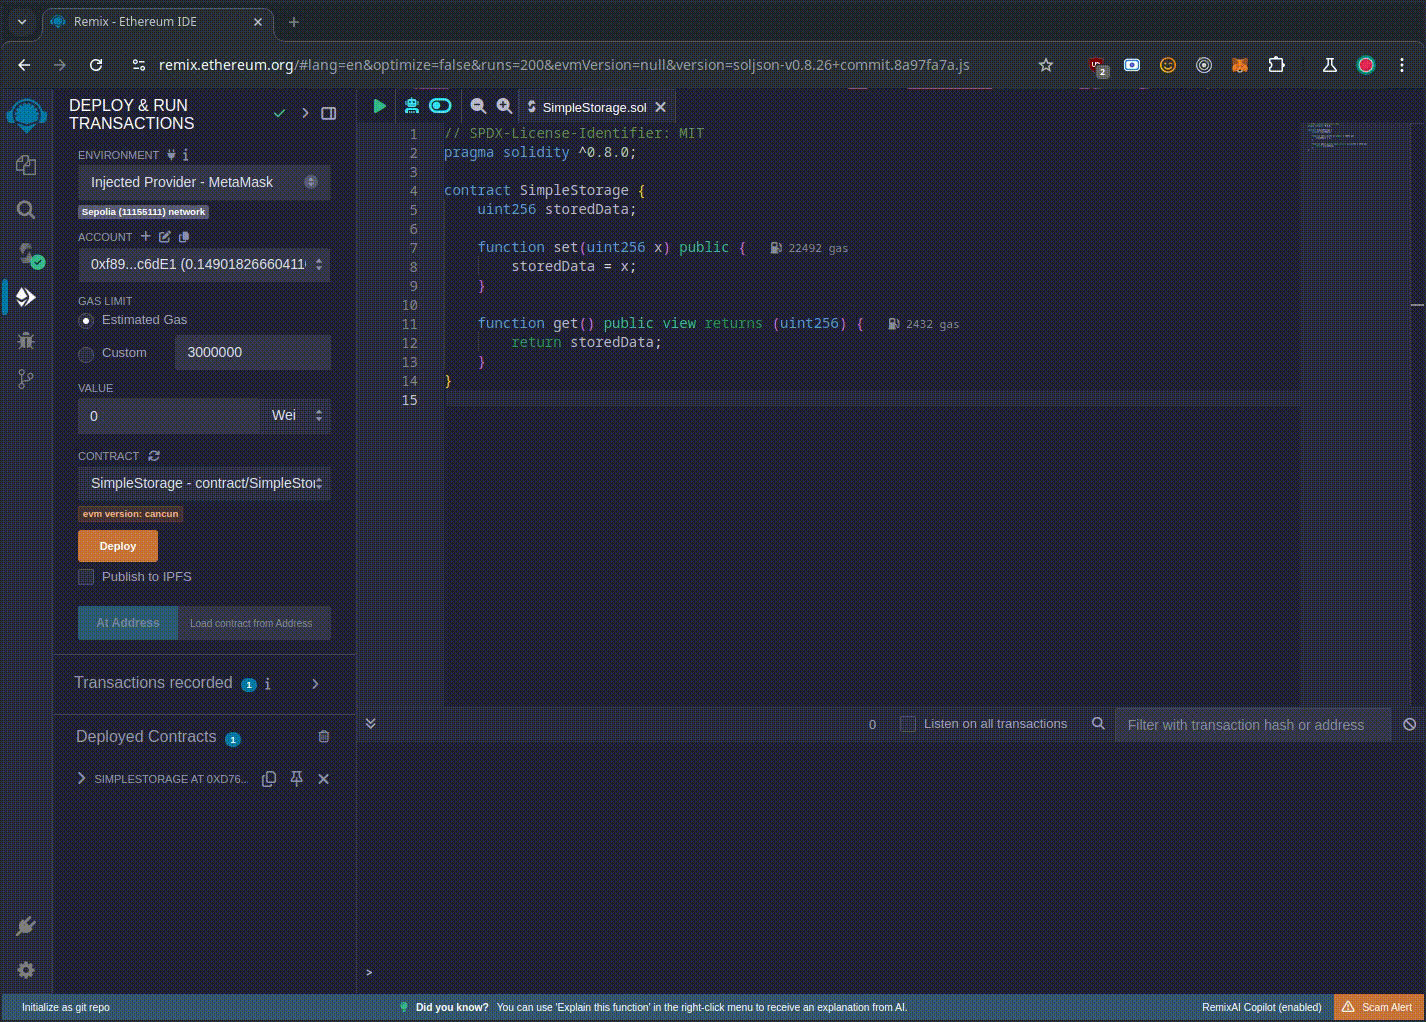 Remix - Ethereum IDE
remix.ethereum.org/#lang=en&optimize=false&runs=200&evmVersion=null&version=soljson-v0.8.26+commit.8a97fa7a.js
2
DEPLOY & RUN
TRANSACTIONS
ENVIRONMENT
Injected Provider - MetaMask
Sepolia (11155111) network
ACCOUNT
0xf89...c6dE1 (0.14901826660411
GAS LIMIT
Estimated Gas
Custom
3000000
VALUE
0
Wei
CONTRACT
SimpleStorage - contract/SimpleStor
evm version: cancun
Deploy
Publish to IPFS
At Address
Load contract from Address
Transactions recorded 1
Deployed Contracts 1
SIMPLESTORAGE AT 0XD76...
SimpleStorage.sol
1 // SPDX-License-Identifier: MIT
2 pragma solidity ^0.8.0;
3
4 contract SimpleStorage {
5 uint256 storedData;
6
7 function set(uint256 x) public { 22492 gas
8 storedData = x;
9 }
10
11 function get() public view returns (uint256) { 2432 gas
12 return storedData;
13 }
14 }
15
0
Listen on all transactions
Filter with transaction hash or address
>
Initialize as git repo
Did you know? You can use 'Explain this function' in the right-click menu to receive an explanation from AI.
RemixAI Copilot (enabled)
Scam Alert